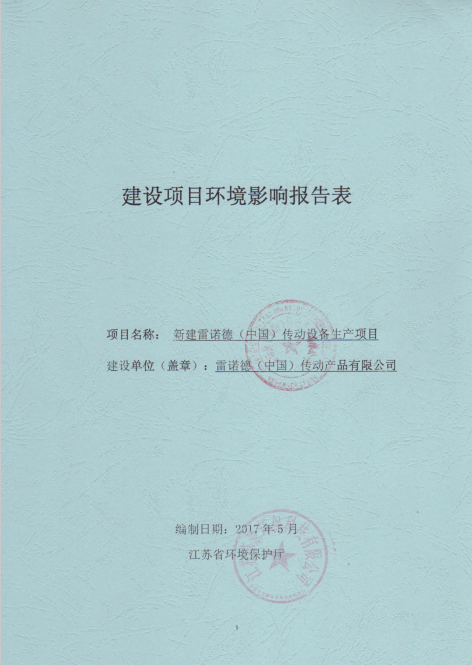 建设项目环境影响报告表
项目名称： 新建雷诺德（中国）传动设备生产项目
建设单位（盖章）：雷诺德（中国）传动产品有限公司
编制日期：2017年5月
江苏省环境保护厅